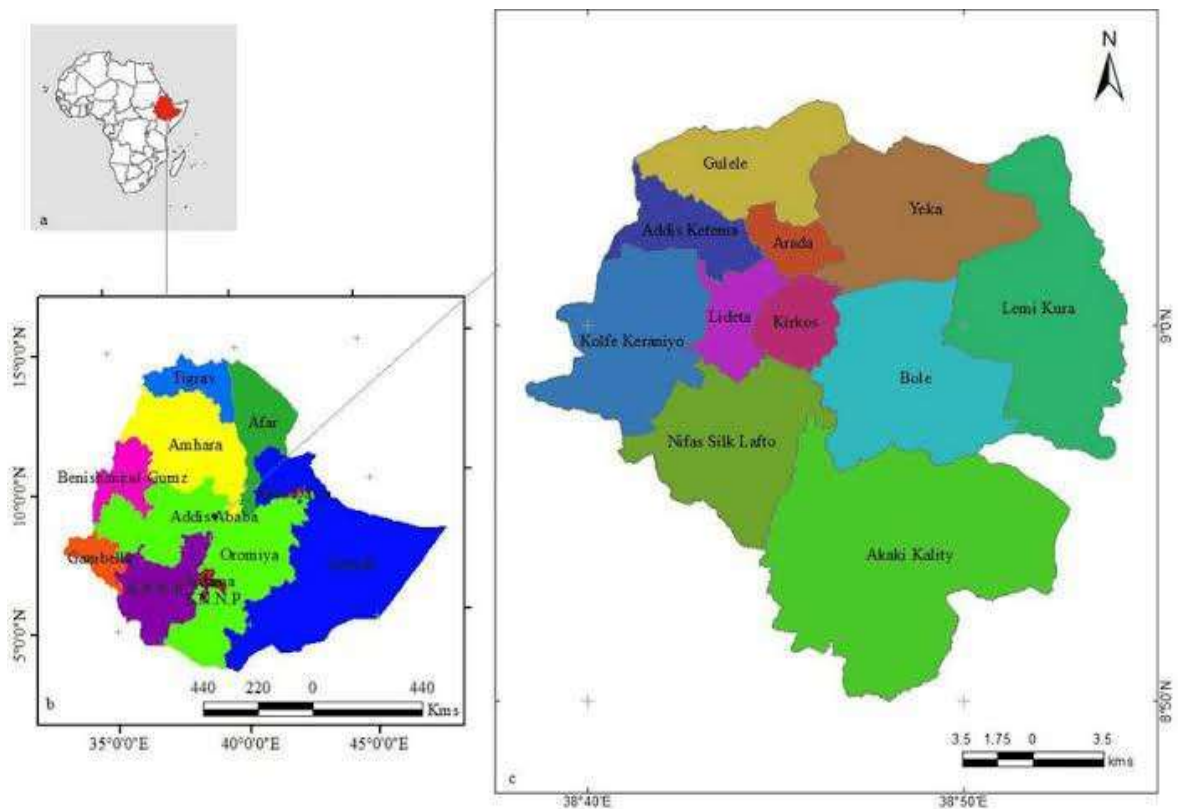 a
15°0'0"N
10°0'0"N
5°0'0"N
Tigray
Afar
Amhara
Benishangul Gumz
Addis Ababa
Gambella
Oromiya
440 220 0 440
Kms
b
35°0'0"E 40°0'0"E 45°0'0"E
N
Gulele
Yeka
Addis Ketema
Arada
Lemi Kura
Lideta
Kirkos
Kolfe Keraniyo
Bole
Nifas Silk Lafto
Akaki Kality
9°0'N
8°50'N
3.5 1.75 0 3.5
kms
c
38°40'E 38°50'E